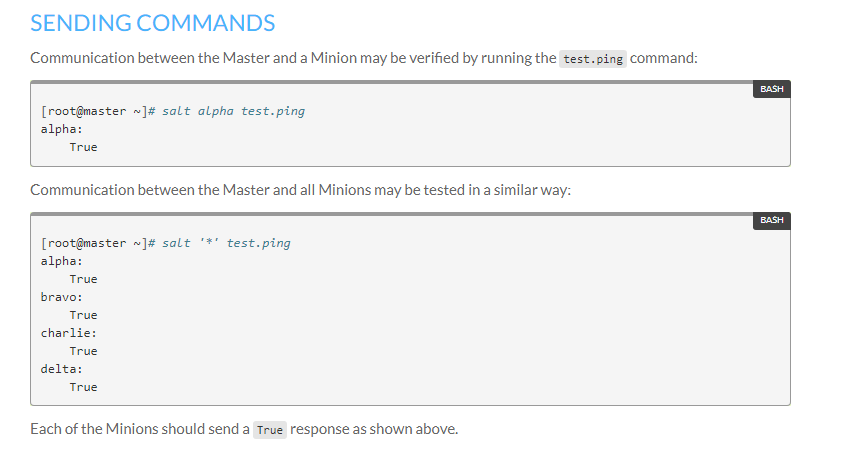 SENDING COMMANDS
Communication between the Master and a Minion may be verified by running the test.ping command:
BASH
[root@master ~]# salt alpha test.ping
alpha:
    True
Communication between the Master and all Minions may be tested in a similar way:
BASH
[root@master ~]# salt '*' test.ping
alpha:
    True
bravo:
    True
charlie:
    True
delta:
    True
Each of the Minions should send a True response as shown above.